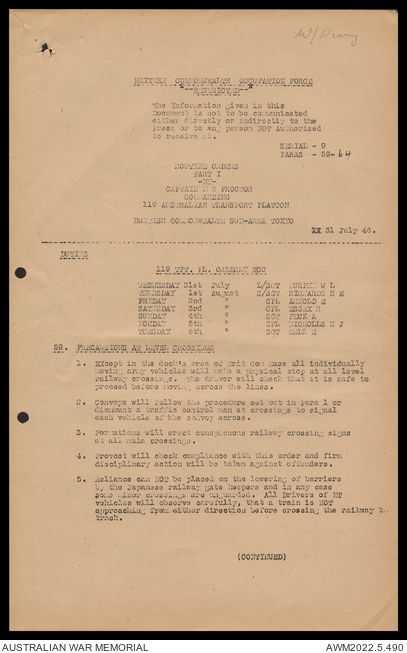 W/Diary
BRITISH COMMONWEALTH OCCUPATION FORCE
RESTRICTED
The Information given in this
Document is not to be communicated
either directly or indirectly to the
Press or to any person NOT Authorised
to receive it.
SERIAL - 9
PARAS - 59-64
ROUTINE ORDERS
PART I
-BY-
CAPTAIN PROCTOR
COMMANDING
119 AUSTRALIAN TRANSPORT PLATOON
BRITISH COMMONWEALTH SUB-AREA TOKYO
31 July 46.
DUTIES
119 TPT. PL. ORDERLY NCO
WEDNESDAY 31st July L/SGT MURPHY W L
THURSDAY 1st August S/SGT RICHARDS H E
FRIDAY 2nd " CPL ARNOLD E
SATURDAY 3rd " CPL ESSEX M
SUNDAY 4th " SGT PECK A
MONDAY 5th " CPL NICHOLLS H J
TUESDAY 6th " SGT BELL E
59. PRECAUTIONS AT LEVEL CROSSINGS
1. EXcept in the docks area of Brit Com Base all individually
moving army vehicles will make a physical stop at all level
railway crossings. The driver will check that it is safe to
proceed before moving across the lines.
2. Convoys will follow the procedure set out in Para 1 or
dismount a traffic control man at crossings to signal
each vehicle of the convoy across.
3. Formations will erect conspicuous railway crossing signs
at all main crossings.
4. Provost will check compliance with this order and firm
disciplinary action will be taken against offenders.
5. Reliance can NOT be placed on the lowering of barriers
by the Japanese railway gate keepers and in any case
some minor crossings are unguarded. All Drivers of MT
vehicles will observe carefully, that a train is NOT
approaching from either direction before crossing the railway t
track.
(CONTINUED)
AUSTRALIAN WAR MEMORIAL
AWM2022.5.490